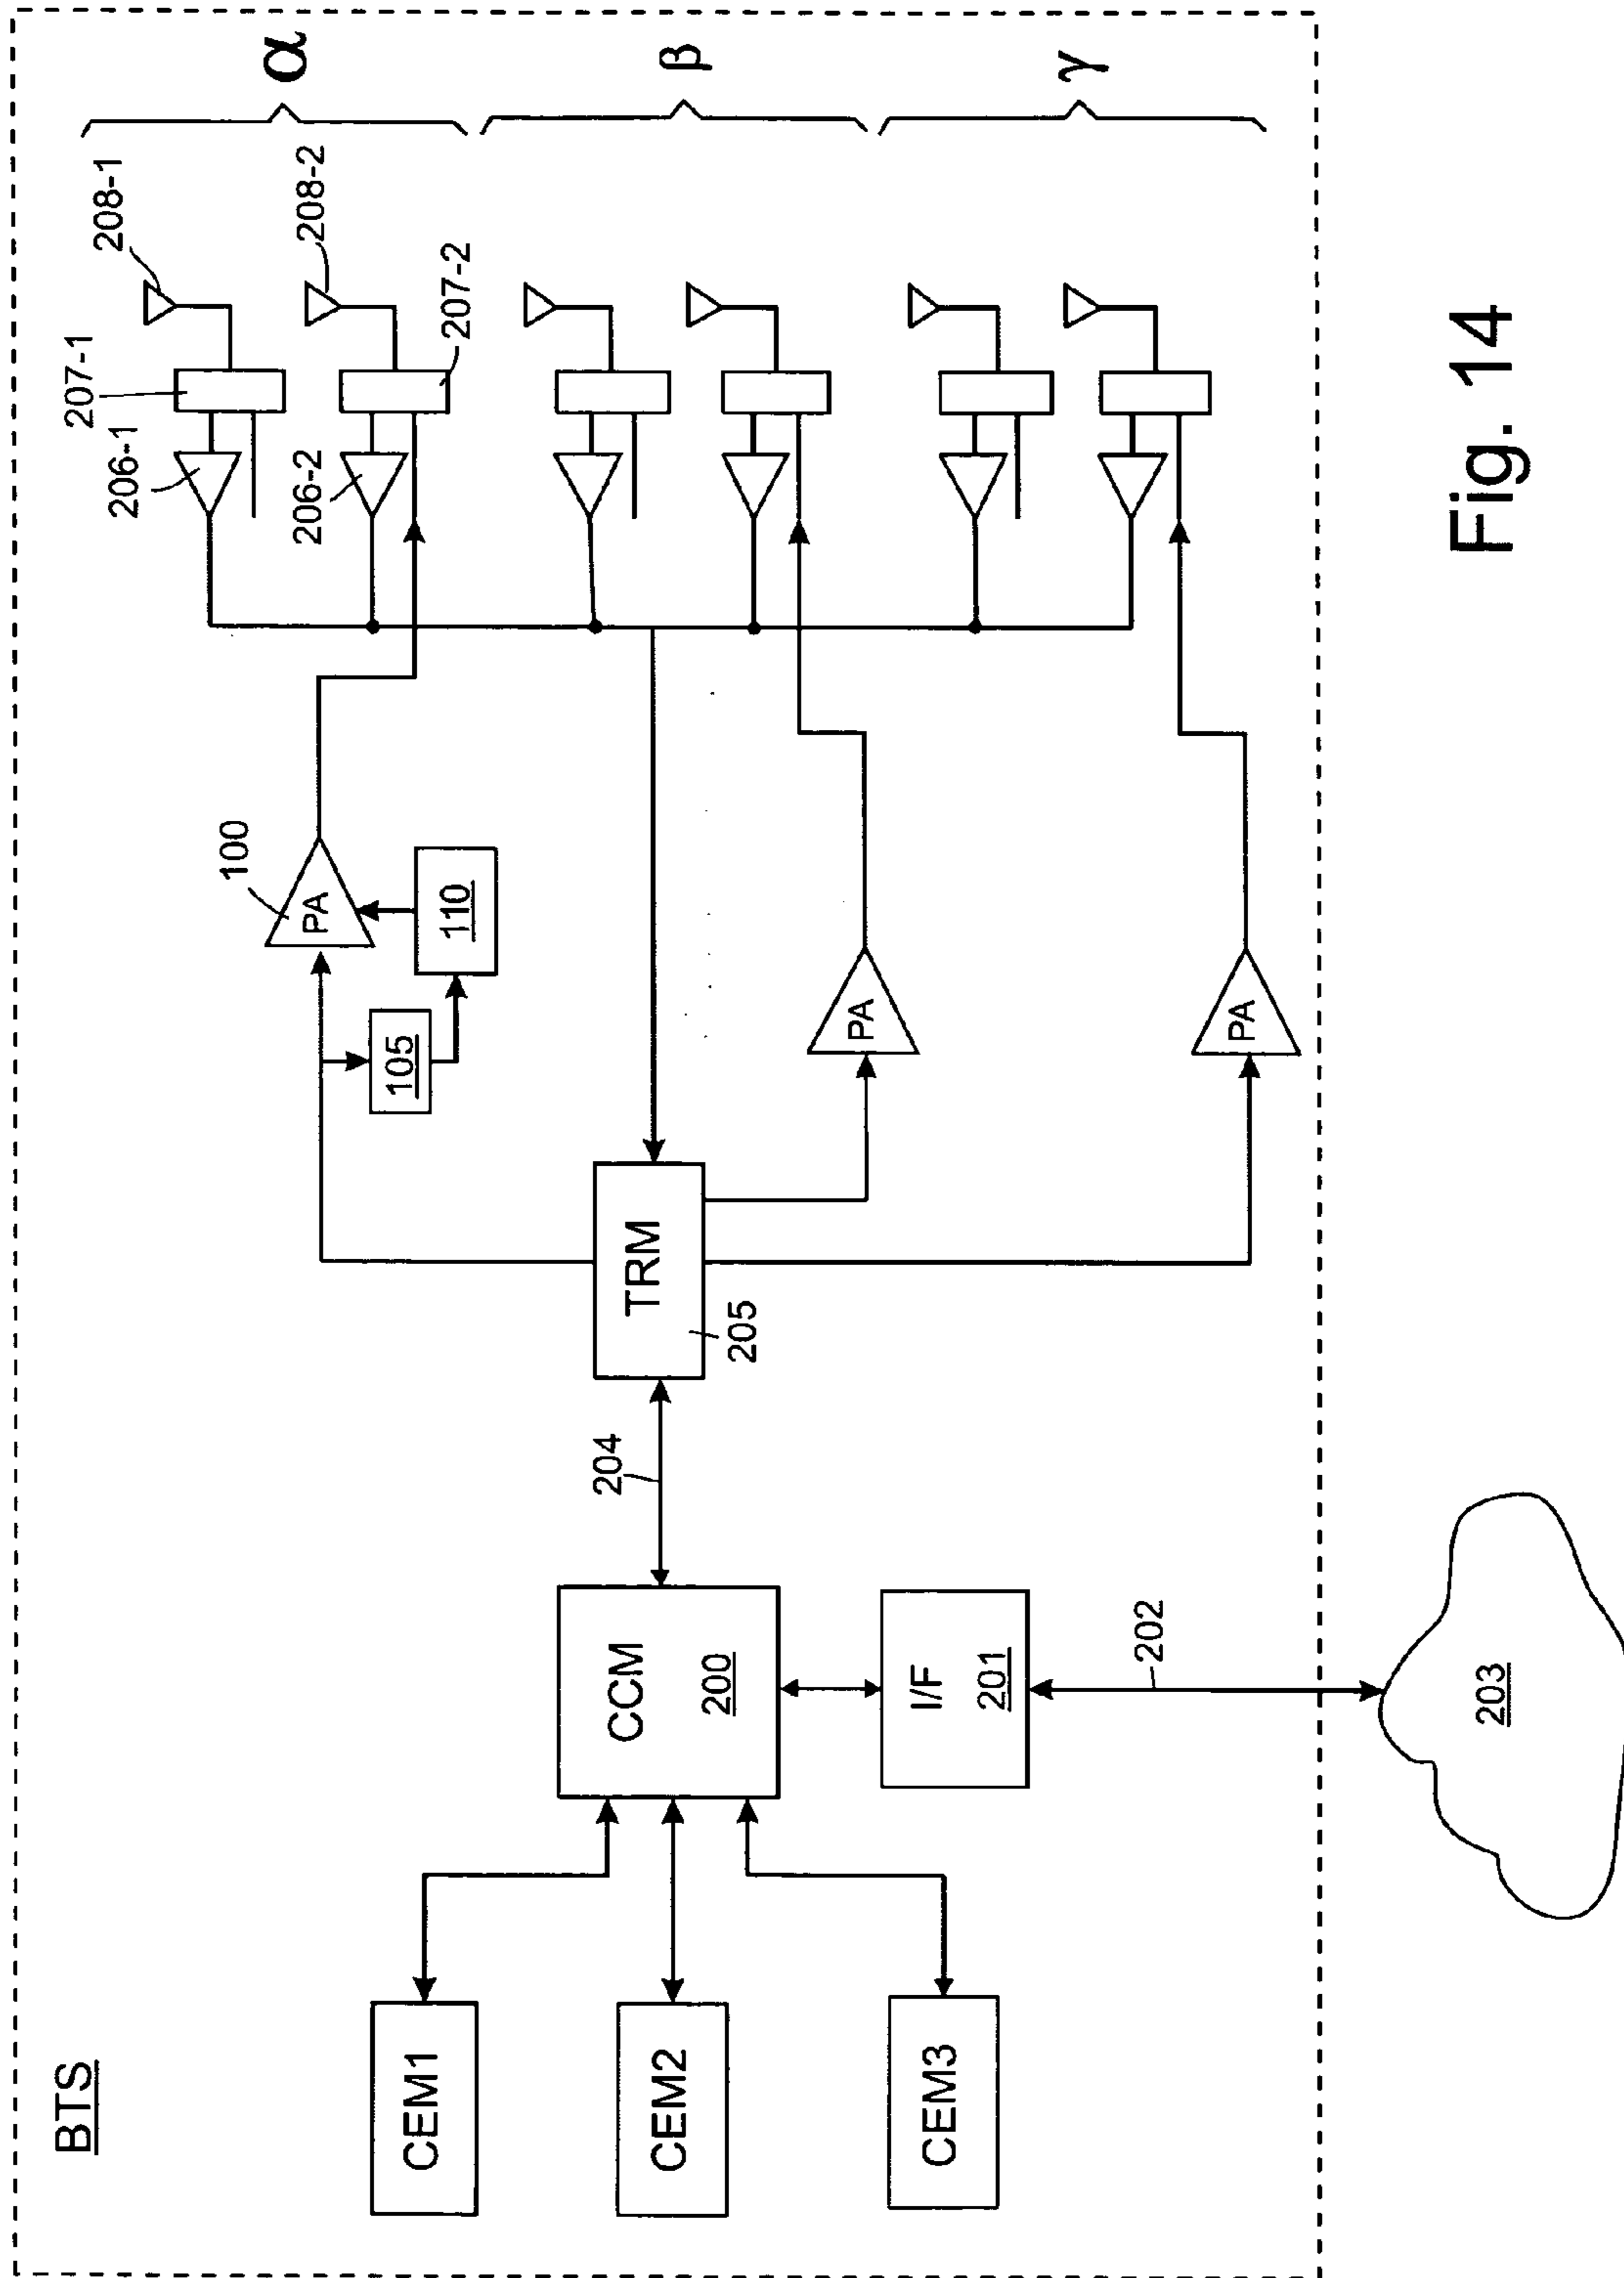 BTS
CEM1
CEM2
CEM3
CCM
200
I/F
201
202
203
204
TRM
205
105
110
100
PA
PA
PA
206-1
206-2
207-1
207-2
208-1
208-2
α
β
γ
Fig. 14